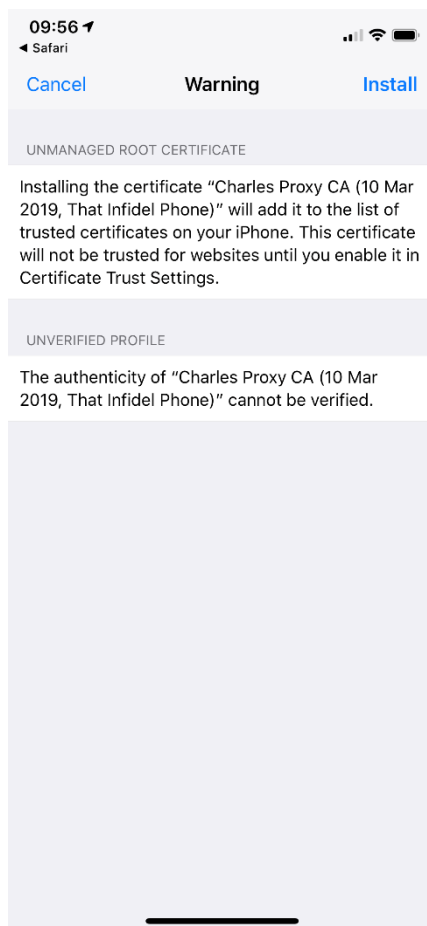 09:56
Safari
Cancel
Warning
Install
UNMANAGED ROOT CERTIFICATE
Installing the certificate “Charles Proxy CA (10 Mar
2019, That Infidel Phone)” will add it to the list of
trusted certificates on your iPhone. This certificate
will not be trusted for websites until you enable it in
Certificate Trust Settings.
UNVERIFIED PROFILE
The authenticity of “Charles Proxy CA (10 Mar
2019, That Infidel Phone)” cannot be verified.